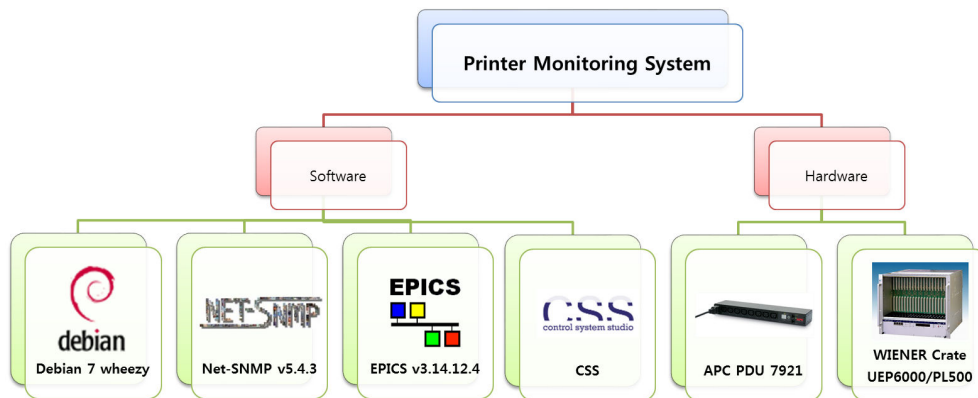 Printer Monitoring System
Software
Hardware
debian
Debian 7 wheezy
NET-SNMP
Net-SNMP v5.4.3
EPICS
EPICS v3.14.12.4
CSS
control system studio
CSS
APC PDU 7921
WIENER Crate
UEP6000/PL500